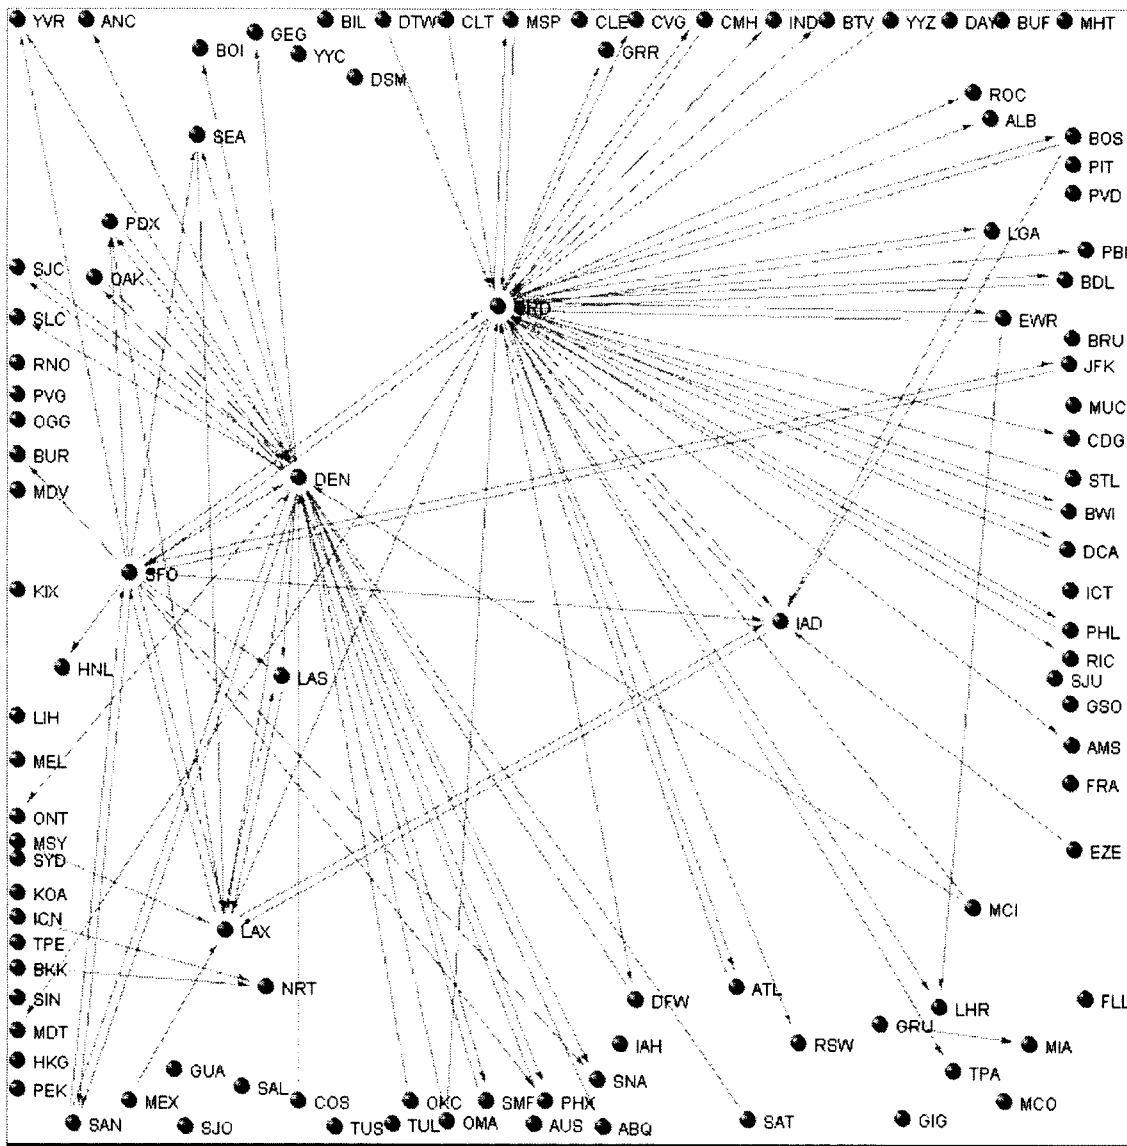 YVR ANC BIL DTW CLT MSP CLE CVG CMH IND BTV YYZ DAY BUF MHT
BOI GEG YYC GRR
DSM
ROC
ALB
SEA BOS
PIT
PVD
PDX LGA
SJC OAK PBI
BDL
SLC EWR
BRU
RNO JFK
PVG MUC
OGG CDG
BUR
DEN STL
MDV BWI
DCA
SFO
KIX ICT
IAD PHL
HNL LAS RIC
SJU
LIH GSO
MEL AMS
FRA
ONT
MSY
SYD EZE
KOA MCI
ICN LAX
TPE
BKK
NRT ATL
SIN DFW LHR FLL
MDT GRU
IAH RSW MIA
HKG GUA TPA
PEK SAL SNA
MEX COS OKC SMF PHX MCO
SAN SJO TUS TUL OMA AUS ABQ SAT GIG